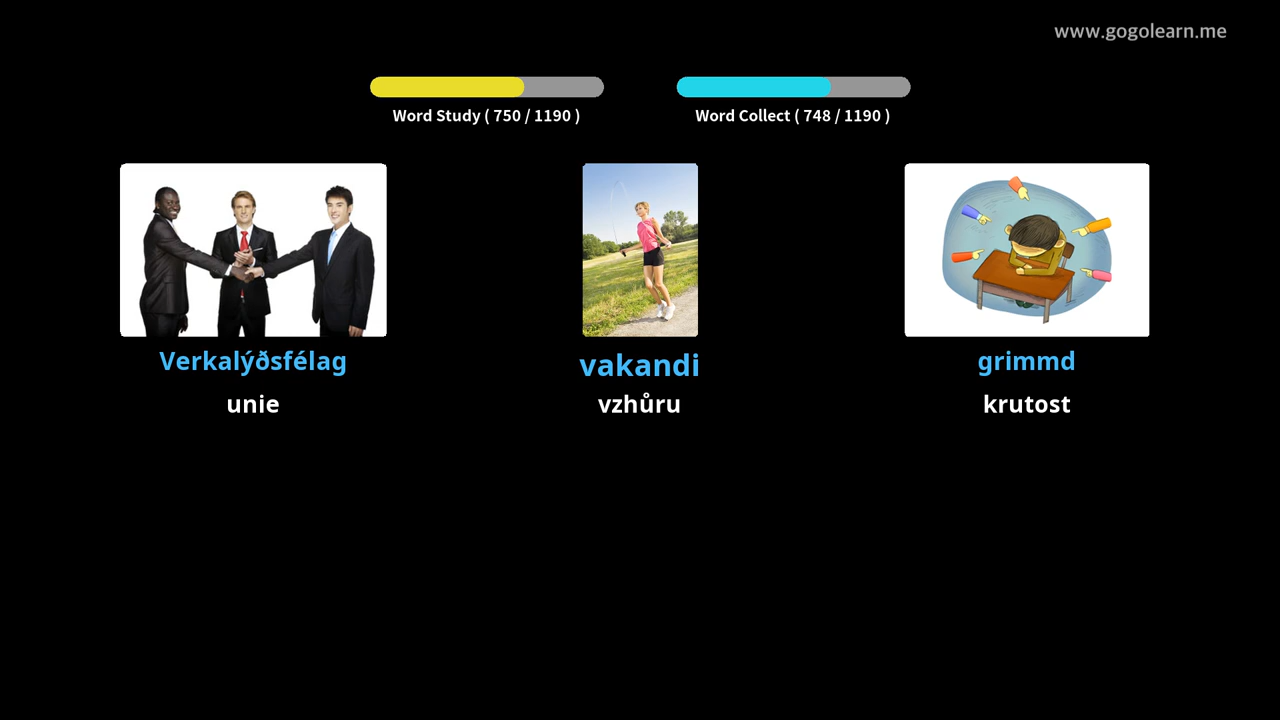 www.gogolearn.me
Word Study ( 750 / 1190 )
Word Collect ( 748 / 1190 )
Verkalýðsfélag
vakandi
grimmd
unie
vzhůru
krutost